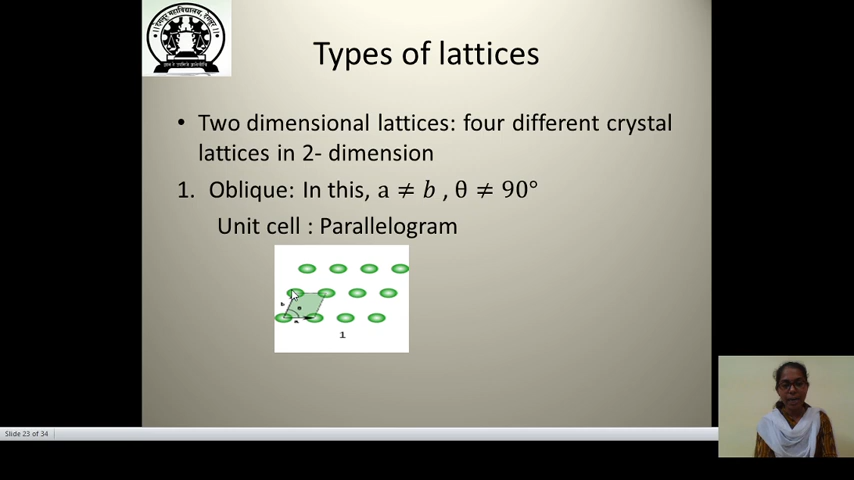 Types of lattices
• Two dimensional lattices: four different crystal
lattices in 2- dimension
1. Oblique: In this, a ≠ b , θ ≠ 90°
Unit cell : Parallelogram
b
a
1
Slide 23 of 34